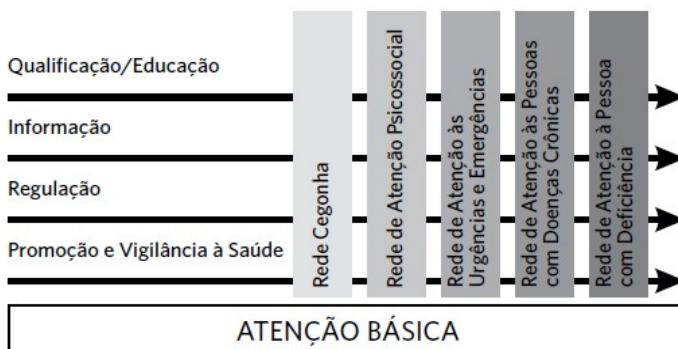 Qualificação/Educação
Informação
Regulação
Promoção e Vigilância à Saúde
Rede Cegonha
Rede de Atenção Psicossocial
Rede de Atenção às
Urgências e Emergências
Rede de Atenção às Pessoas
com Doenças Crônicas
Rede de Atenção à Pessoa
com Deficiência
ATENÇÃO BÁSICA